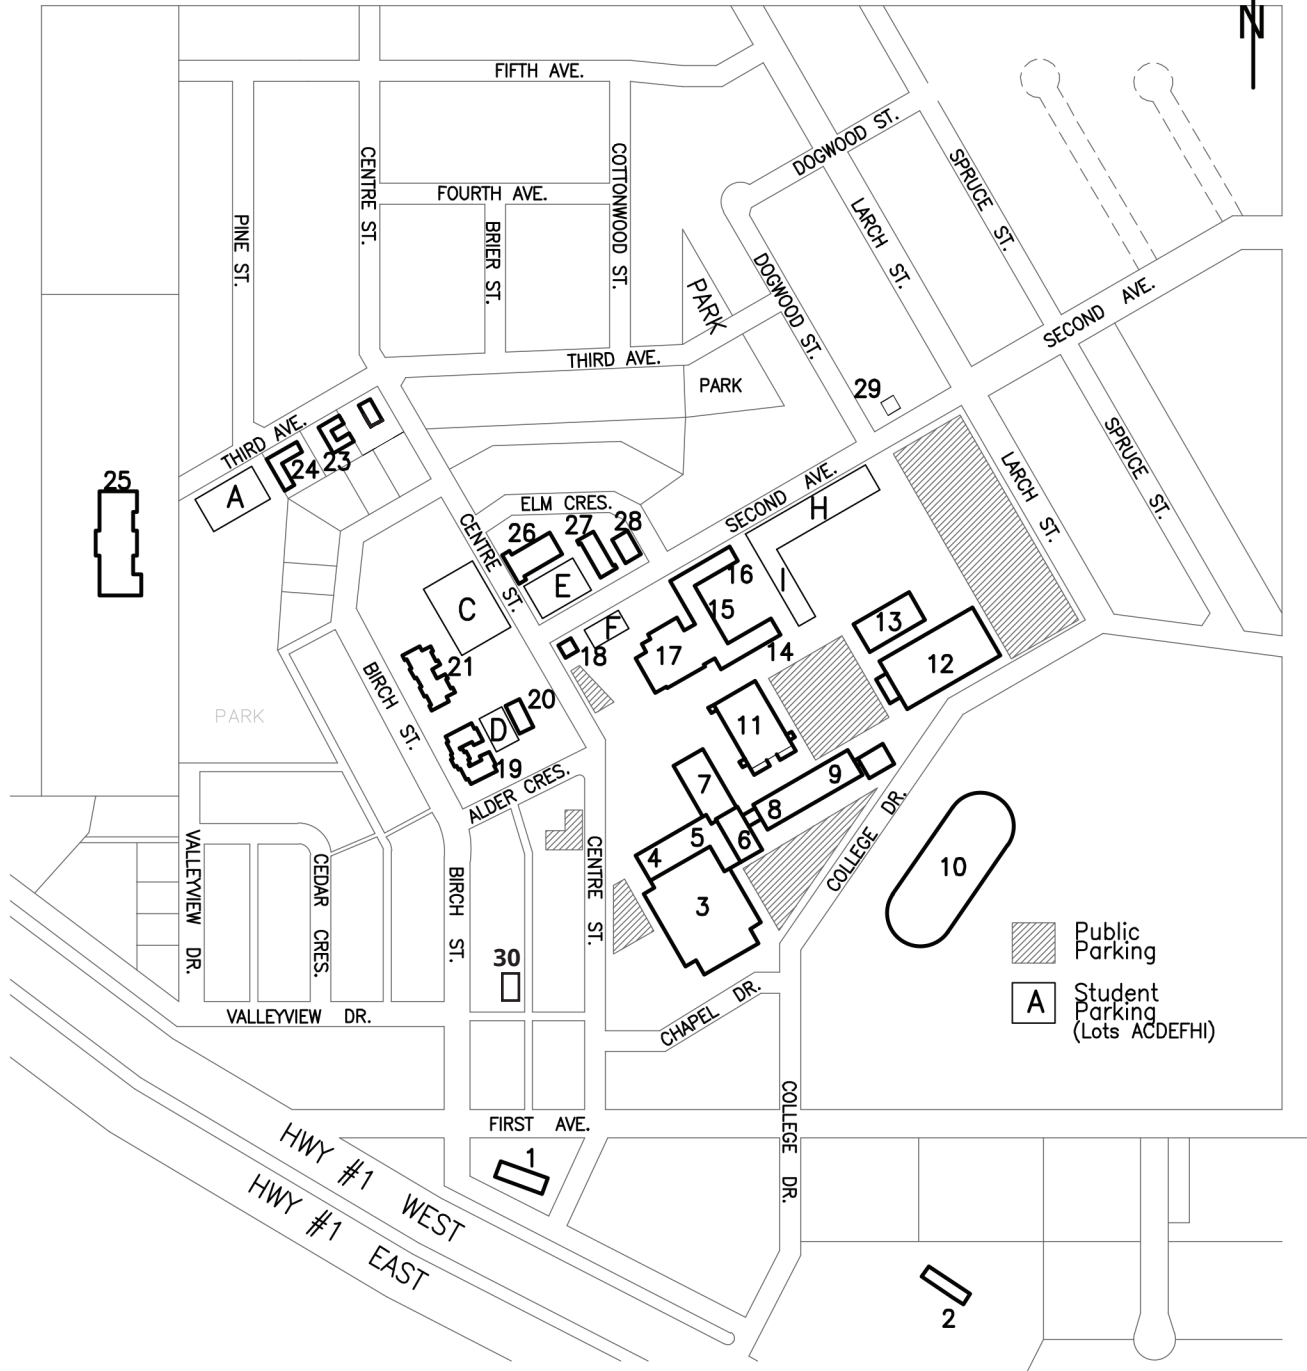 N
FIFTH AVE.
DOGWOOD ST.
CENTRE ST.
COTTONWOOD ST.
SPRUCE ST.
FOURTH AVE.
LARCH ST.
PINE ST.
BRIER ST.
DOGWOOD ST.
PARK
SECOND AVE.
THIRD AVE.
PARK
29
THIRD AVE.
23
24
A
25
SPRUCE ST.
LARCH ST.
SECOND AVE.
H
ELM CRES.
CENTRE ST.
26
27
28
E
16
I
C
15
F
13
14
18
17
12
21
BIRCH ST.
20
PARK
D
11
19
ALDER CRES.
7
9
8
COLLEGE DR.
5
6
4
3
10
VALLEYVIEW DR.
CEDAR CRES.
BIRCH ST.
CENTRE ST.
30
Public
Parking
A
Student
Parking
(Lots ACDEFHI)
VALLEYVIEW DR.
CHAPEL DR.
COLLEGE DR.
FIRST AVE.
1
HWY #1 WEST
HWY #1 EAST
2